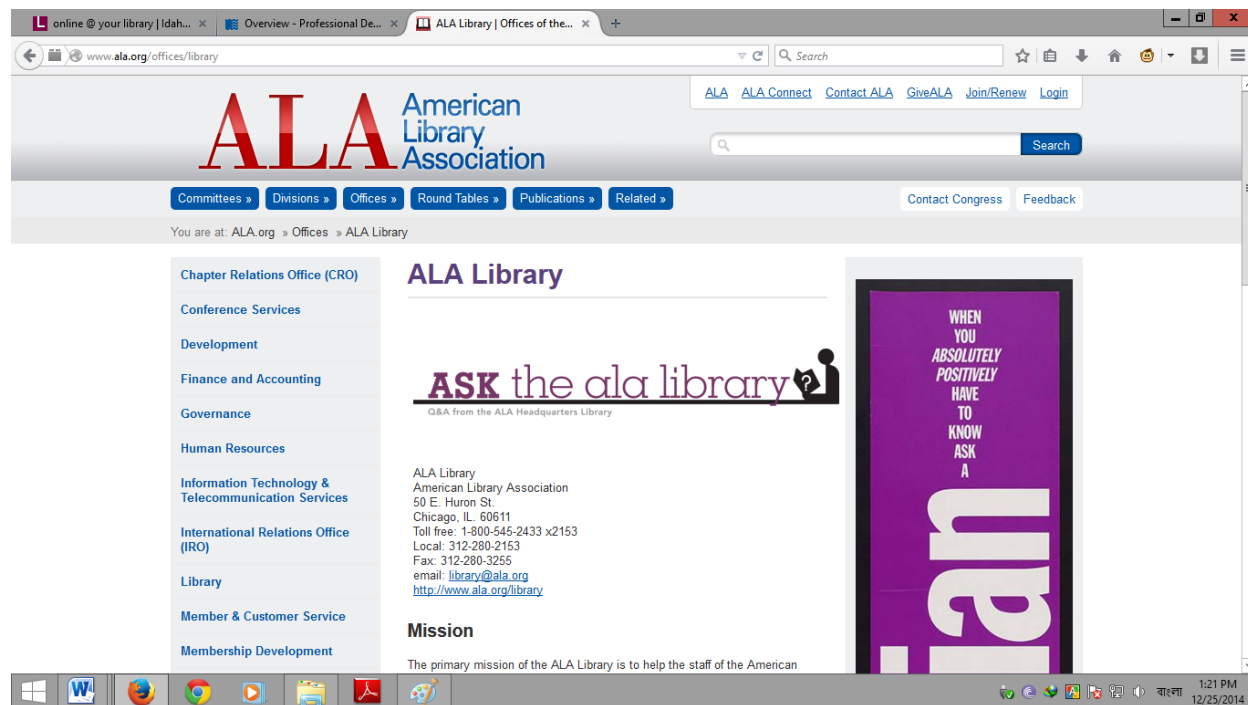 online @ your library | Idah...
Overview - Professional De...
ALA Library | Offices of the...
www.ala.org/offices/library
Search
ALA ALA Connect Contact ALA GiveALA Join/Renew Login
ALA American
Library
Association
Search
Committees » Divisions » Offices » Round Tables » Publications » Related »
Contact Congress Feedback
You are at: ALA.org » Offices » ALA Library
Chapter Relations Office (CRO)
Conference Services
Development
Finance and Accounting
Governance
Human Resources
Information Technology &
Telecommunication Services
International Relations Office
(IRO)
Library
Member & Customer Service
Membership Development
ALA Library
ASK the ala library
Q&A from the ALA Headquarters Library
ALA Library
American Library Association
50 E. Huron St.
Chicago, IL. 60611
Toll free: 1-800-545-2433 x2153
Local: 312-280-2153
Fax: 312-280-3255
email: library@ala.org
http://www.ala.org/library
Mission
The primary mission of the ALA Library is to help the staff of the American
WHEN
YOU
ABSOLUTELY
POSITIVELY
HAVE
TO
KNOW
ASK
A
ian
বাংলা
1:21 PM
12/25/2014